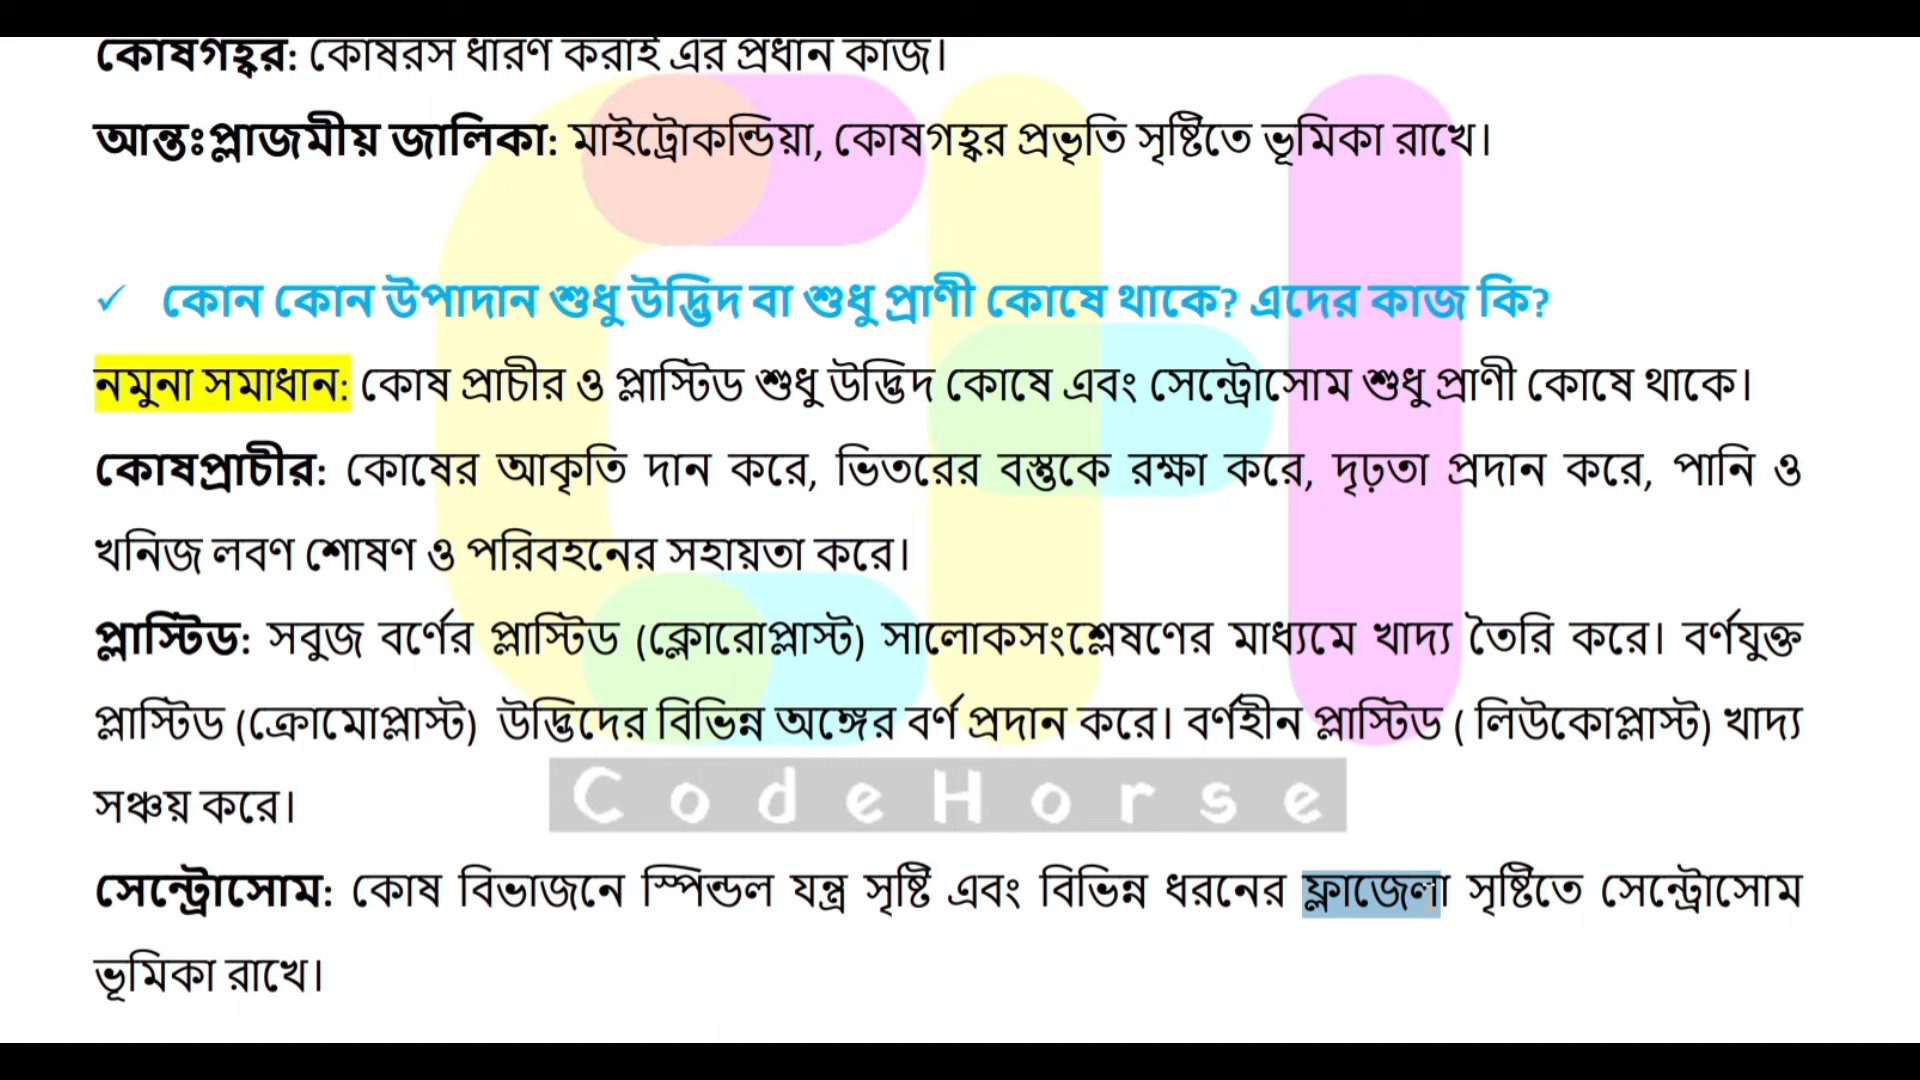 কোষগহ্বর: কোষরস ধারণ করাই এর প্রধান কাজ।
আন্তঃপ্লাজমীয় জালিকা: মাইট্রোকন্ডিয়া, কোষগহ্বর প্রভৃতি সৃষ্টিতে ভূমিকা রাখে।
✓ কোন কোন উপাদান শুধু উদ্ভিদ বা শুধু প্রাণী কোষে থাকে? এদের কাজ কি?
নমুনা সমাধান: কোষ প্রাচীর ও প্লাস্টিড শুধু উদ্ভিদ কোষে এবং সেন্ট্রোসোম শুধু প্রাণী কোষে থাকে।
কোষপ্রাচীর: কোষের আকৃতি দান করে, ভিতরের বস্তুকে রক্ষা করে, দৃঢ়তা প্রদান করে, পানি ও
খনিজ লবণ শোষণ ও পরিবহনের সহায়তা করে।
প্লাস্টিড: সবুজ বর্ণের প্লাস্টিড (ক্লোরোপ্লাস্ট) সালোকসংশ্লেষণের মাধ্যমে খাদ্য তৈরি করে। বর্ণযুক্ত
প্লাস্টিড (ক্রোমোপ্লাস্ট) উদ্ভিদের বিভিন্ন অঙ্গের বর্ণ প্রদান করে। বর্ণহীন প্লাস্টিড ( লিউকোপ্লাস্ট) খাদ্য
সঞ্চয় করে।
CodeHorse
সেন্ট্রোসোম: কোষ বিভাজনে স্পিন্ডল যন্ত্র সৃষ্টি এবং বিভিন্ন ধরনের ফ্লাজেলা সৃষ্টিতে সেন্ট্রোসোম
ভূমিকা রাখে।